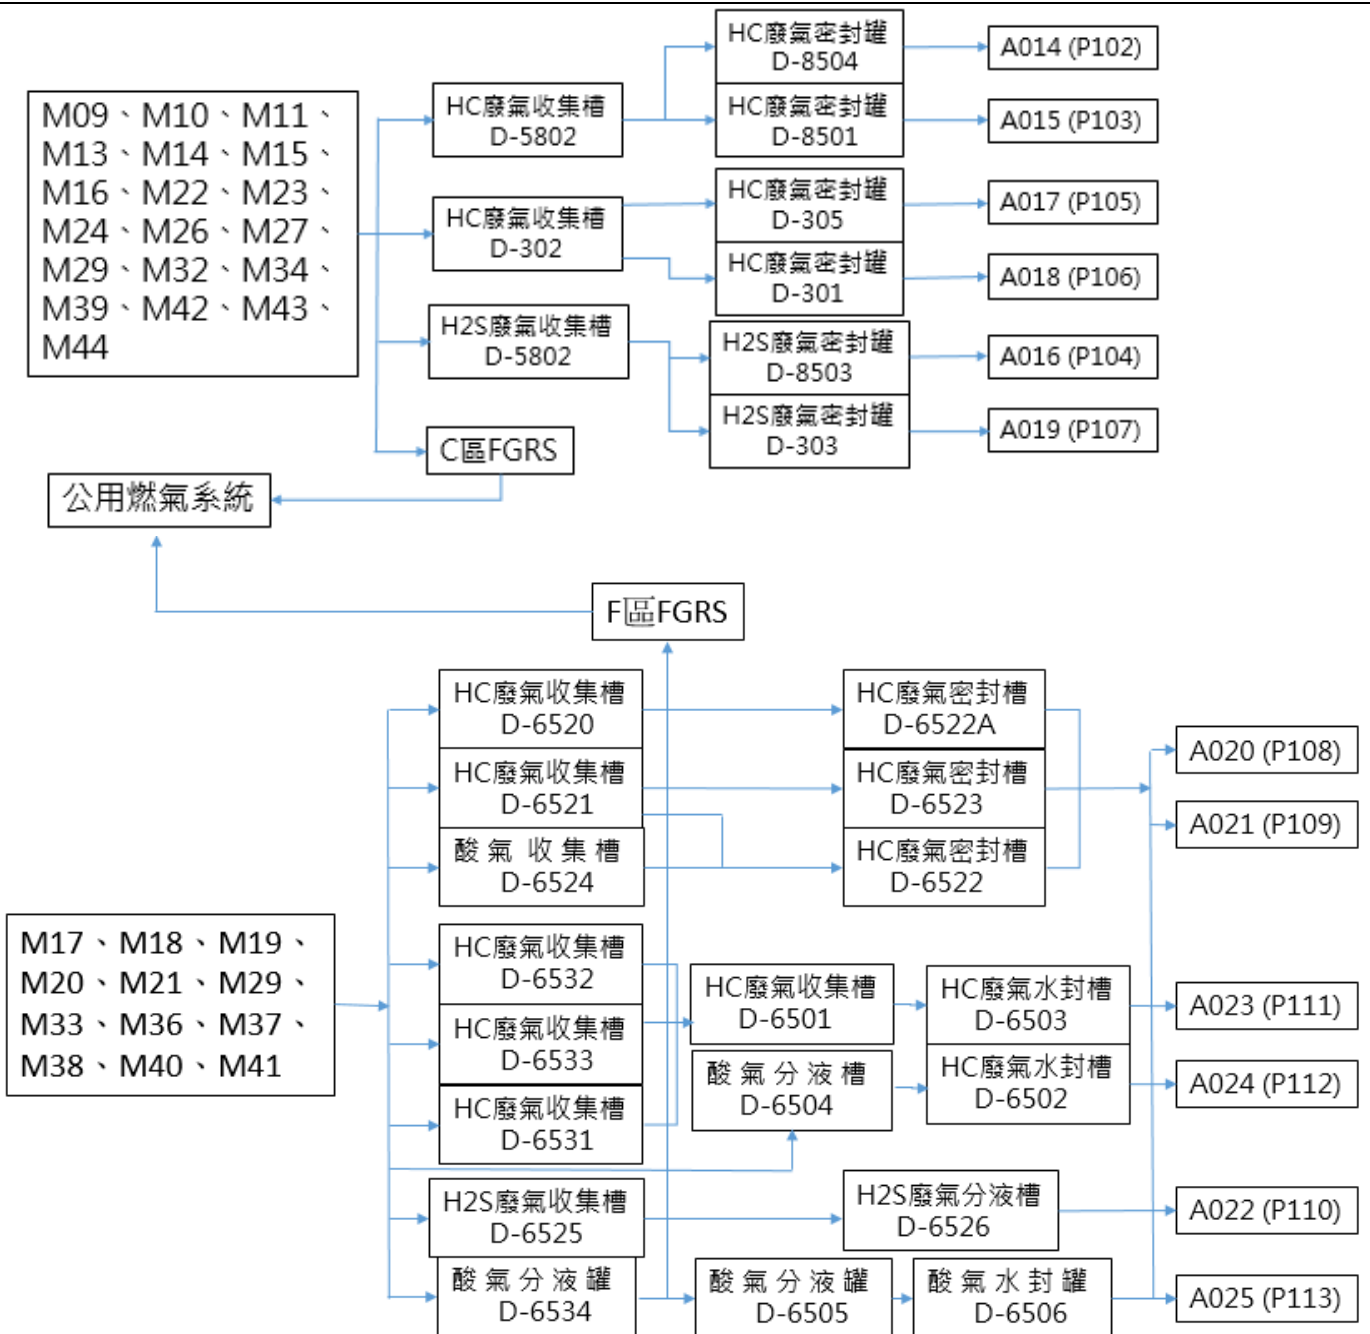 HC廢氣密封罐
D-8504
A014 (P102)
M09、M10、M11、
M13、M14、M15、
M16、M22、M23、
M24、M26、M27、
M29、M32、M34、
M39、M42、M43、
M44
HC廢氣收集槽
D-5802
HC廢氣密封罐
D-8501
A015 (P103)
HC廢氣收集槽
D-302
HC廢氣密封罐
D-305
A017 (P105)
HC廢氣密封罐
D-301
A018 (P106)
H2S廢氣收集槽
D-5802
H2S廢氣密封罐
D-8503
A016 (P104)
H2S廢氣密封罐
D-303
A019 (P107)
C區FGRS
公用燃氣系統
F區FGRS
HC廢氣收集槽
D-6520
HC廢氣密封槽
D-6522A
A020 (P108)
HC廢氣收集槽
D-6521
HC廢氣密封槽
D-6523
A021 (P109)
酸氣 收集槽
D-6524
HC廢氣密封槽
D-6522
M17、M18、M19、
M20、M21、M29、
M33、M36、M37、
M38、M40、M41
HC廢氣收集槽
D-6532
HC廢氣收集槽
D-6501
HC廢氣水封槽
D-6503
A023 (P111)
HC廢氣收集槽
D-6533
酸氣分液槽
D-6504
HC廢氣水封槽
D-6502
A024 (P112)
HC廢氣收集槽
D-6531
H2S廢氣收集槽
D-6525
H2S廢氣分液槽
D-6526
A022 (P110)
酸氣分液罐
D-6534
酸氣分液罐
D-6505
酸氣水封罐
D-6506
A025 (P113)